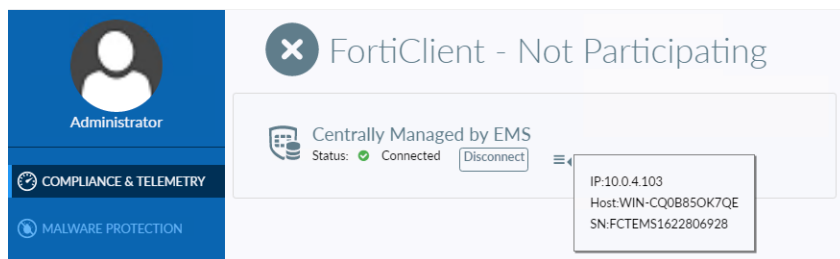 FortiClient - Not Participating
Administrator
Centrally Managed by EMS
Status: Connected Disconnect
IP:10.0.4.103
Host:WIN-CQ0B85OK7QE
SN:FCTEMS1622806928
COMPLIANCE & TELEMETRY
MALWARE PROTECTION